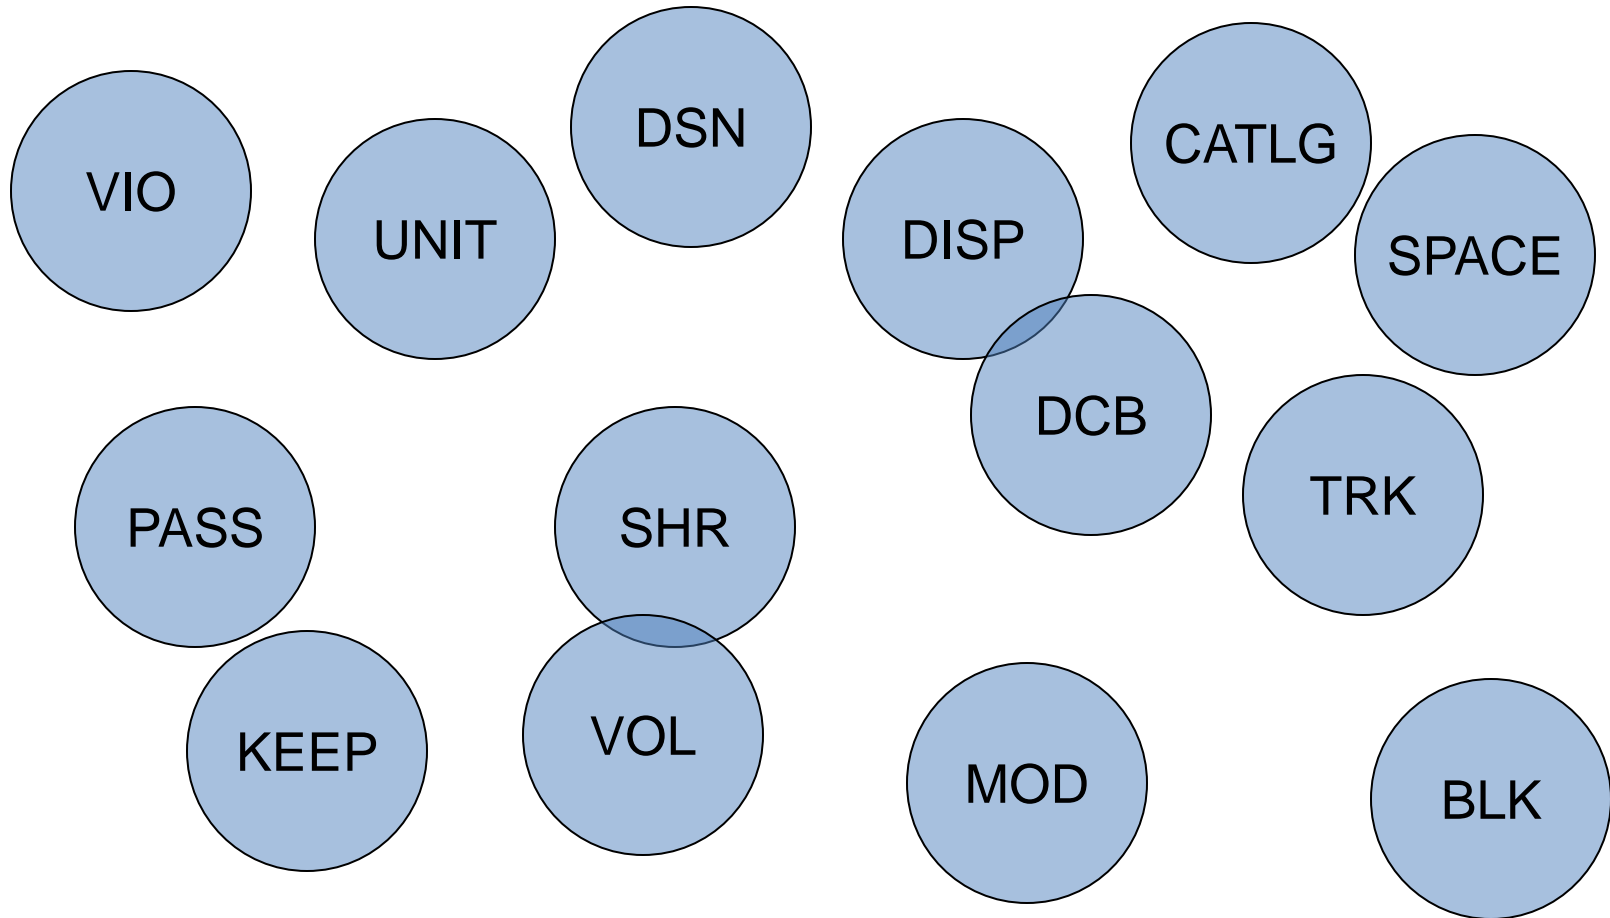 DSN
CATLG
VIO
UNIT
DISP
SPACE
DCB
TRK
PASS
SHR
VOL
KEEP
MOD
BLK